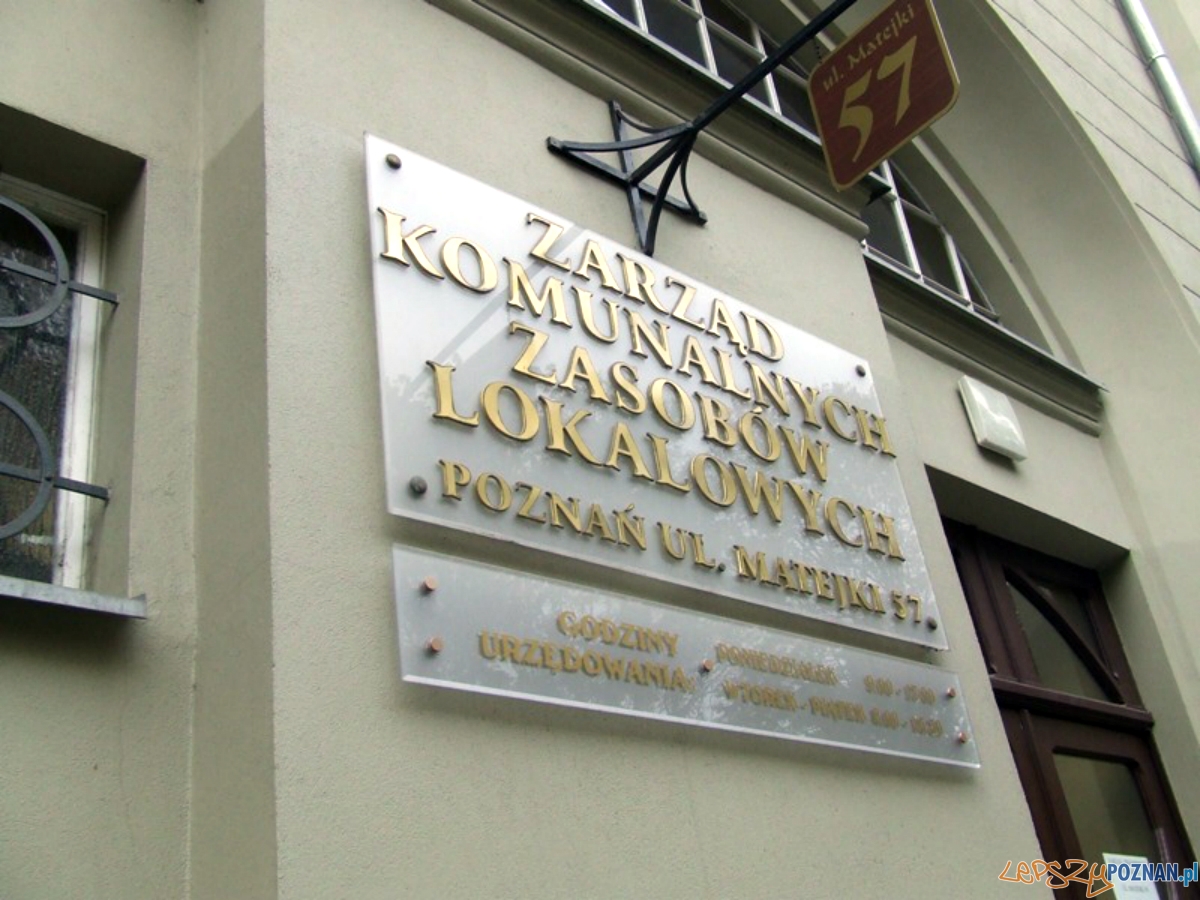 ul. Matejki
57
ZARZĄD
KOMUNALNYCH
ZASOBÓW
LOKALOWYCH
POZNAŃ UL. MATEJKI 57
GODZINY
URZĘDOWANIA:
PONIEDZIAŁEK
WTOREK - PIĄTEK
LEPSZYPOZNAN.pl